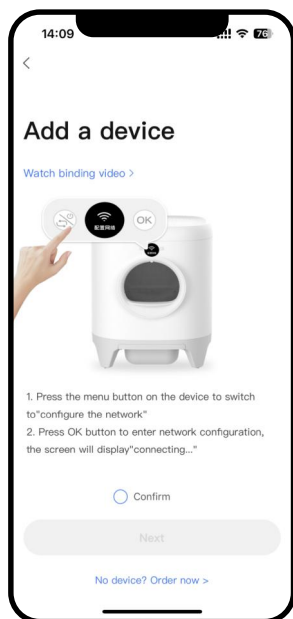 14:09
76
Add a device
Watch binding video >
OK
配置网络
1. Press the menu button on the device to switch
to"configure the network"
2. Press OK button to enter network configuration,
the screen will display"connecting..."
Confirm
Next
No device? Order now >